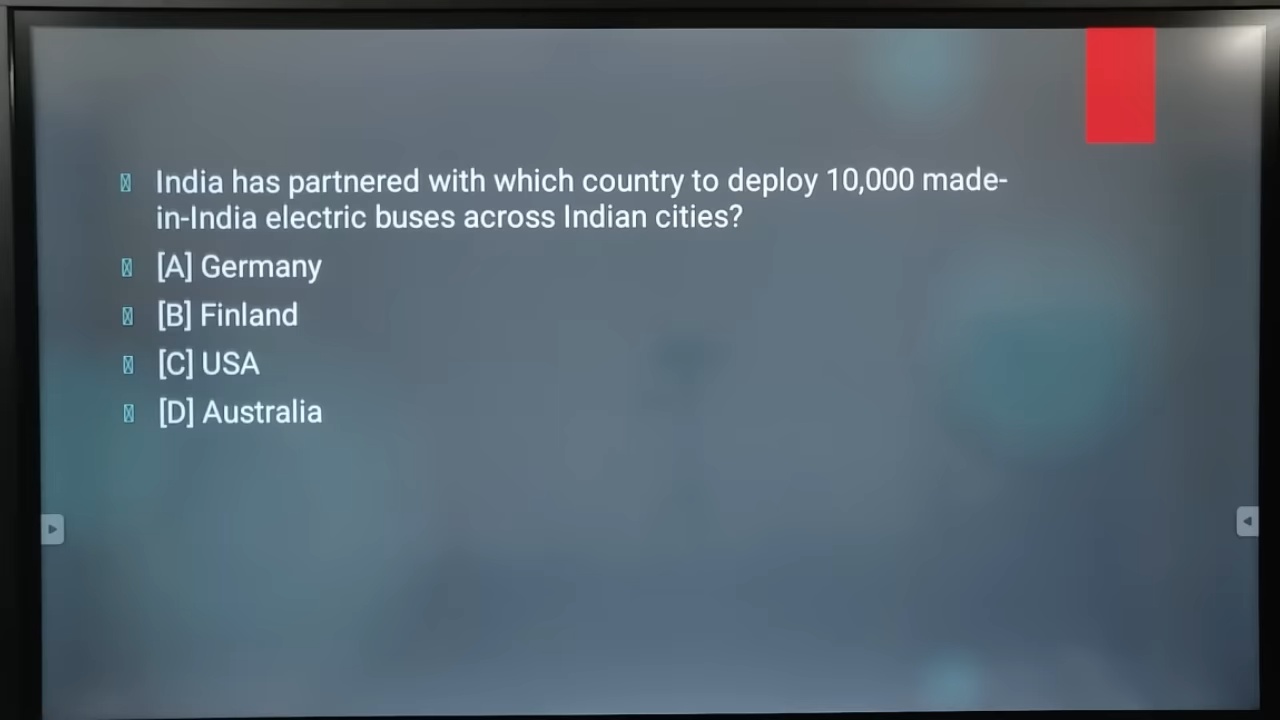 India has partnered with which country to deploy 10,000 made-
in-India electric buses across Indian cities?
[A] Germany
[B] Finland
[C] USA
[D] Australia